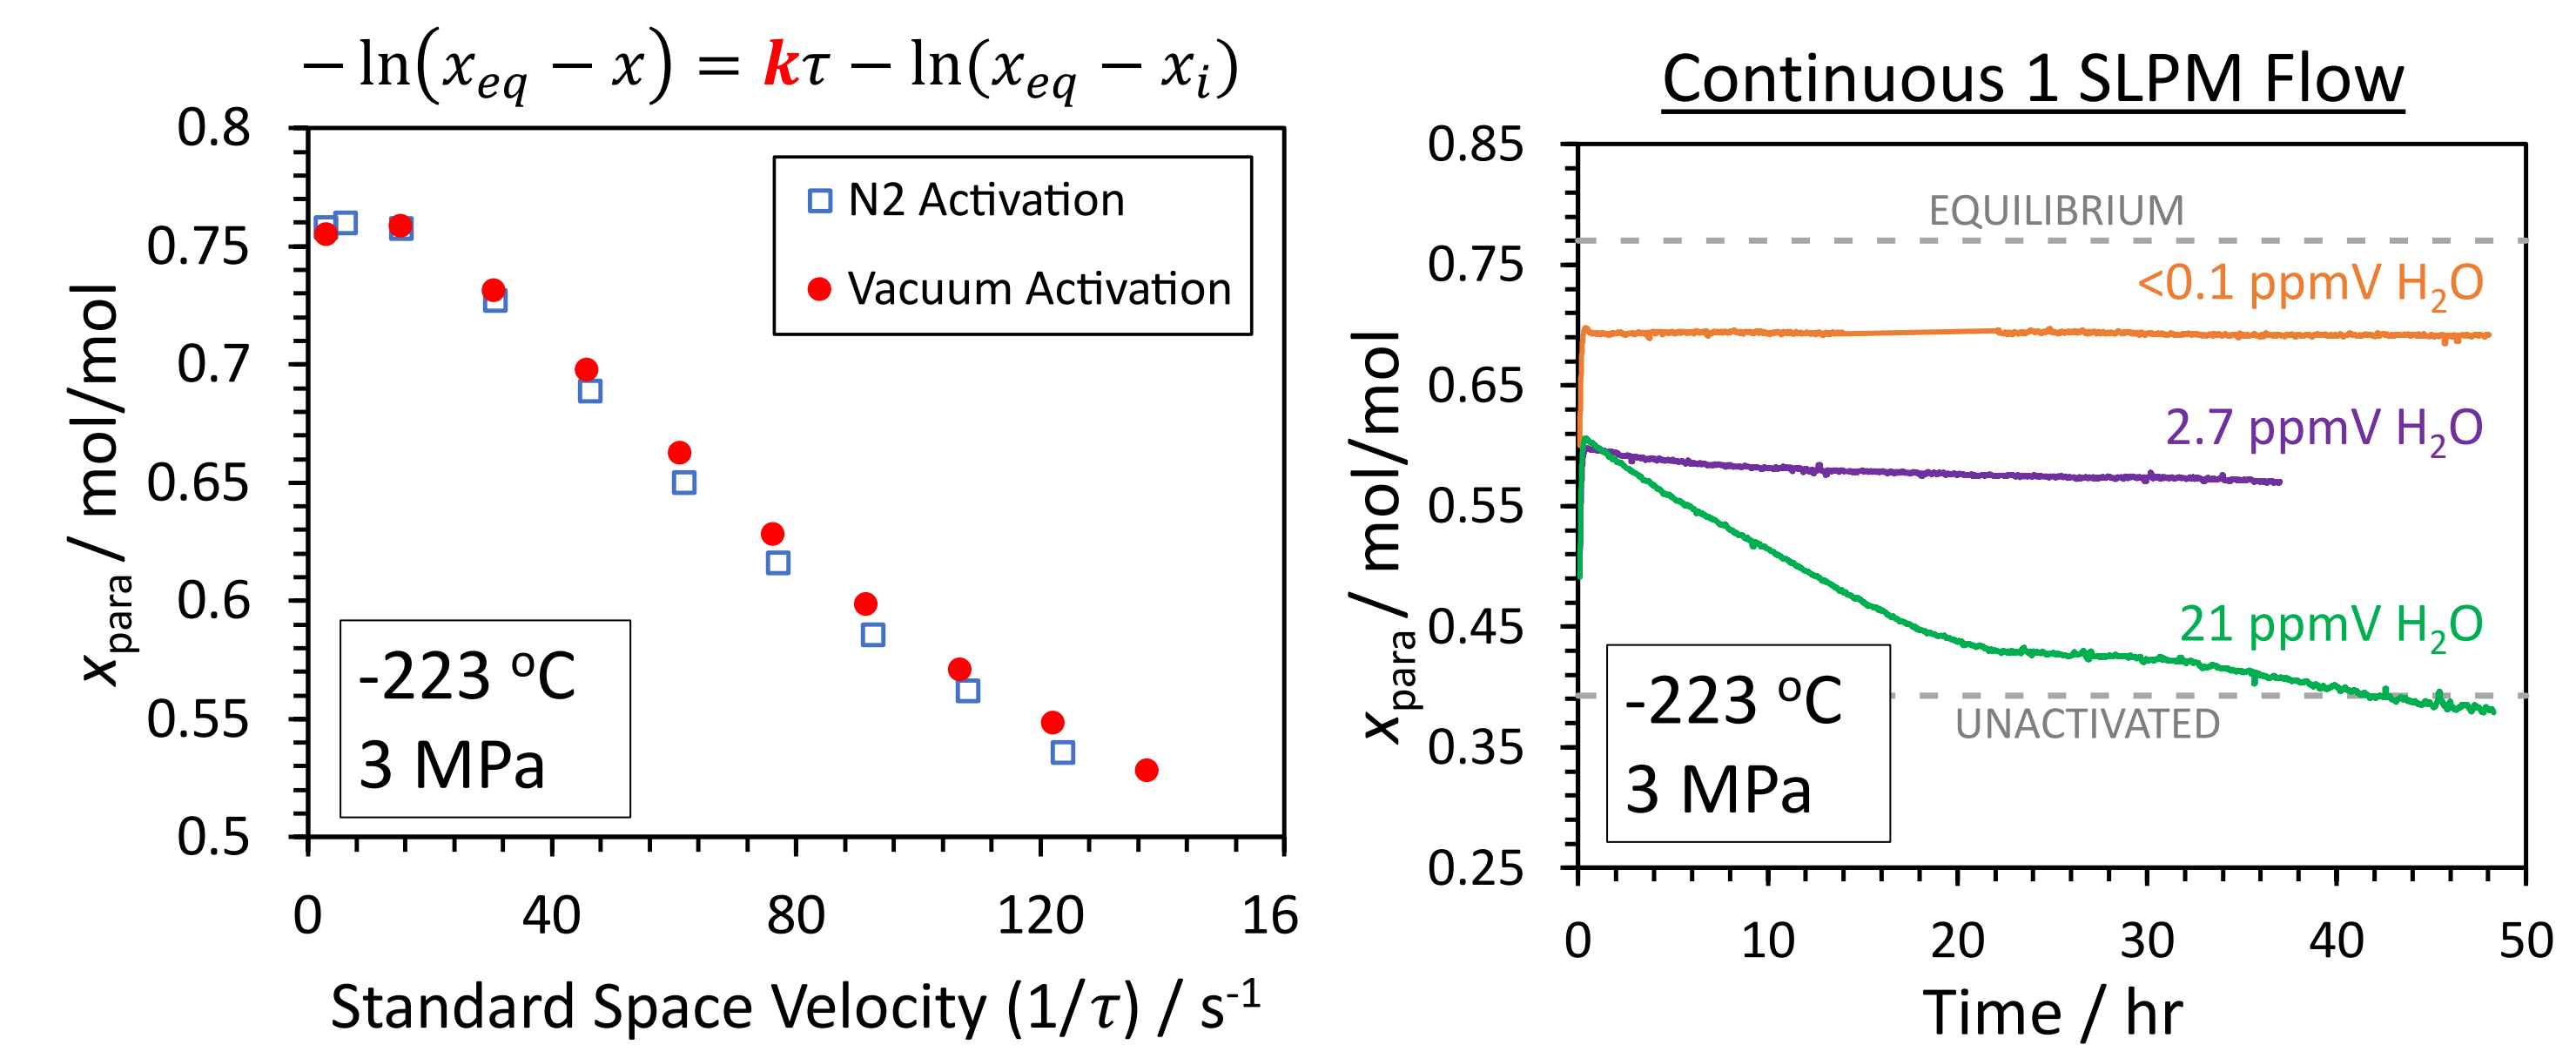 − ln(x_eq − x) = kτ − ln(x_eq − x_i)
0.8
0.75
0.7
0.65
0.6
0.55
0.5
x_para / mol/mol
N2 Activation
Vacuum Activation
-223 °C
3 MPa
0 40 80 120 16
Standard Space Velocity (1/τ) / s⁻¹
Continuous 1 SLPM Flow
0.85
0.75
0.65
0.55
0.45
0.35
0.25
x_para / mol/mol
EQUILIBRIUM
<0.1 ppmV H₂O
2.7 ppmV H₂O
21 ppmV H₂O
UNACTIVATED
-223 °C
3 MPa
0 10 20 30 40 50
Time / hr